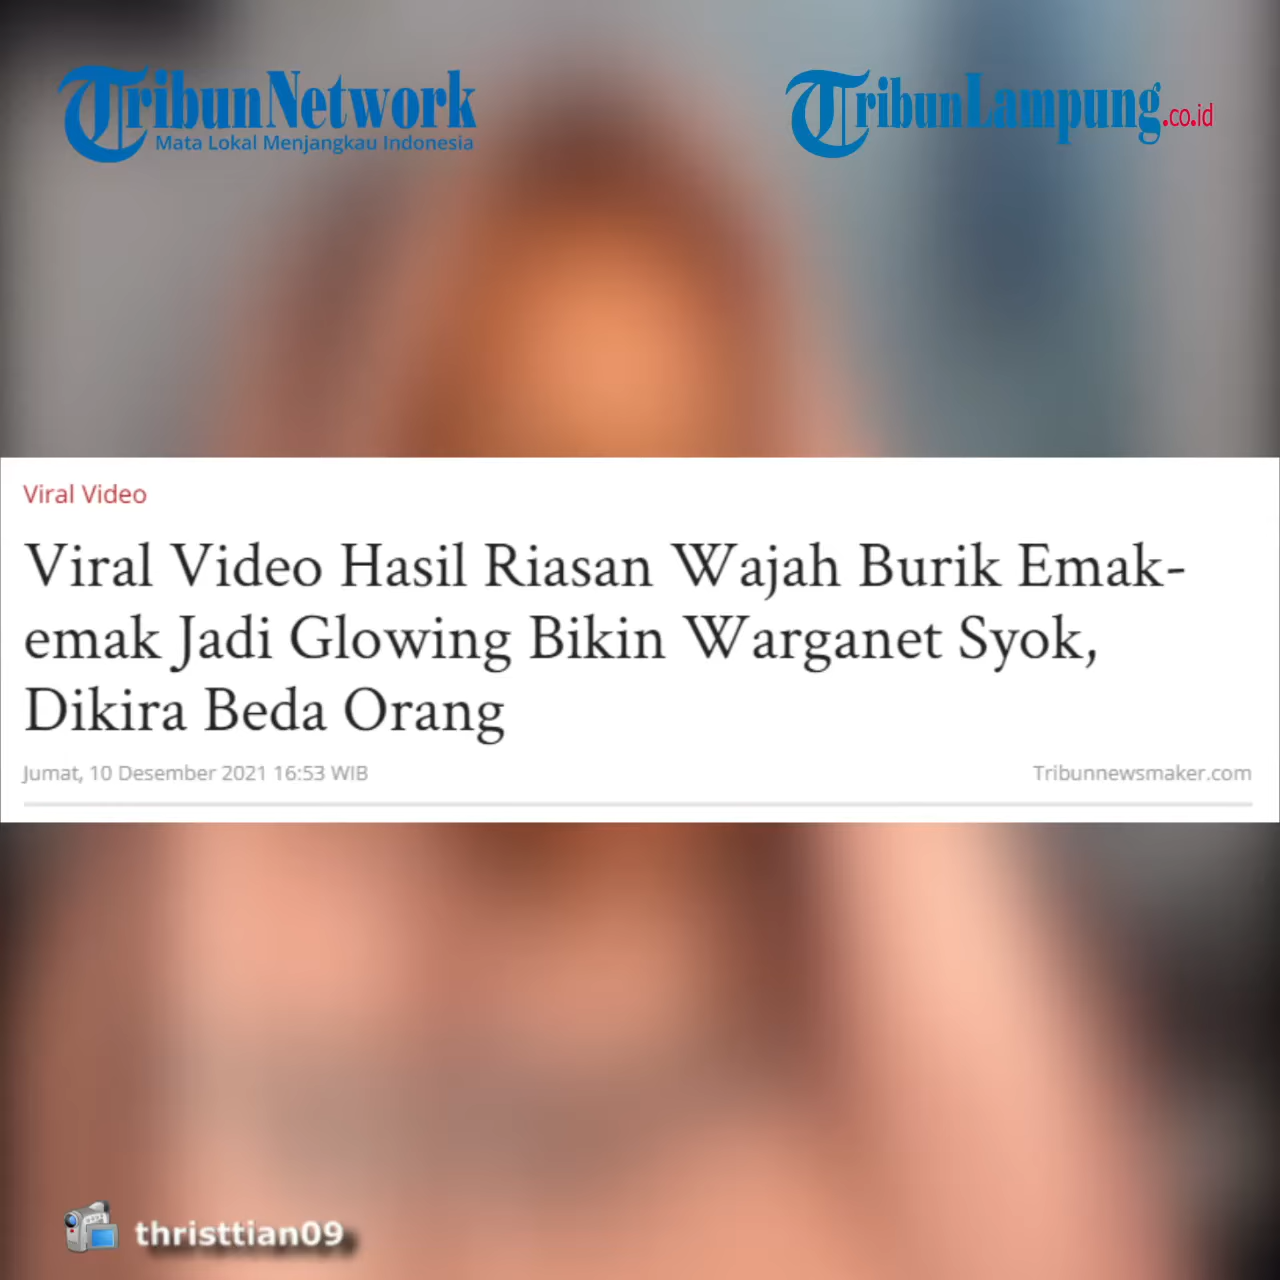 TribunNetwork
Mata Lokal Menjangkau Indonesia
TribunLampung.co.id
Viral Video
Viral Video Hasil Riasan Wajah Burik Emak-
emak Jadi Glowing Bikin Warganet Syok,
Dikira Beda Orang
Jumat, 10 Desember 2021 16:53 WIB
Tribunnewsmaker.com
thristtian09